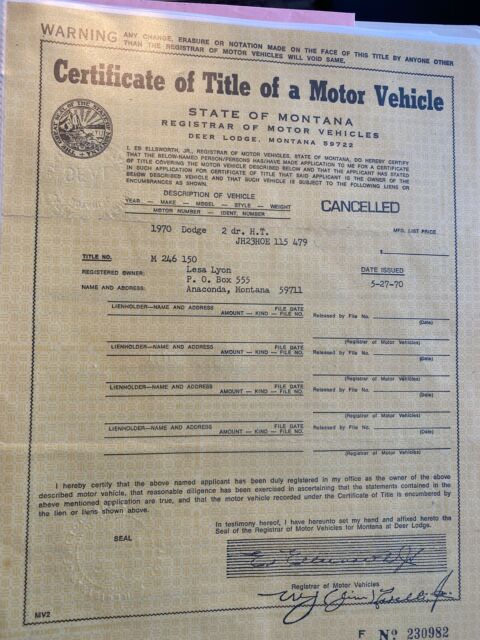 WARNING ANY CHANGE, ERASURE OR NOTATION MADE ON THE FACE OF THIS TITLE BY ANYONE OTHER
THAN THE REGISTRAR OF MOTOR VEHICLES WILL VOID SAME.
Certificate of Title of a Motor Vehicle
STATE OF MONTANA
REGISTRAR OF MOTOR VEHICLES
DEER LODGE, MONTANA 59722
I, ED ELLSWORTH, JR., REGISTRAR OF MOTOR VEHICLES, STATE OF MONTANA, DO HEREBY CERTIFY
THAT THE BELOW-NAMED PERSON/PERSONS HAS/HAVE MADE APPLICATION TO ME FOR A CERTIFICATE
OF TITLE COVERING THE MOTOR VEHICLE DESCRIBED BELOW AND THAT THE APPLICANT HAS STATED
IN SUCH APPLICATION FOR CERTIFICATE OF TITLE THAT SAID APPLICANT IS THE OWNER OF THE
BELOW DESCRIBED VEHICLE AND THAT SUCH VEHICLE IS SUBJECT TO THE FOLLOWING LIENS OR
ENCUMBRANCES AS SHOWN.
DESCRIPTION OF VEHICLE
YEAR — MAKE — MODEL — STYLE — WEIGHT
MOTOR NUMBER — IDENT. NUMBER
CANCELLED
1970 Dodge 2 dr. H.T.
MFG. LIST PRICE
JH23HOE 115 479
$
TITLE NO. M 246 150
REGISTERED OWNER: Lesa Lyon DATE ISSUED
P. O. Box 555 5-27-70
NAME AND ADDRESS: Anaconda, Montana 59711
LIENHOLDER—NAME AND ADDRESS FILE DATE
AMOUNT — KIND — FILE NO. Released by File No.
(Date)
(Registrar of Motor Vehicles)
LIENHOLDER—NAME AND ADDRESS FILE DATE
AMOUNT — KIND — FILE NO. Released by File No.
(Date)
(Registrar of Motor Vehicles)
LIENHOLDER—NAME AND ADDRESS FILE DATE
AMOUNT — KIND — FILE NO. Released by File No.
(Date)
(Registrar of Motor Vehicles)
LIENHOLDER—NAME AND ADDRESS FILE DATE
AMOUNT — KIND — FILE NO. Released by File No.
(Date)
(Registrar of Motor Vehicles)
I hereby certify that the above named applicant has been duly registered in my office as the owner of the above
described motor vehicle, that reasonable diligence has been exercised in ascertaining that the statements contained in the
above mentioned application are true, and that the motor vehicle recorded under the Certificate of Title is encumbered by
the lien or liens shown above.
In testimony hereof, I have hereunto set my hand and affixed hereto the
Seal of the Registrar of Motor Vehicles for Montana at Deer Lodge.
SEAL
Ed Ellsworth Jr
Registrar of Motor Vehicles
MV2
F Nº 230982